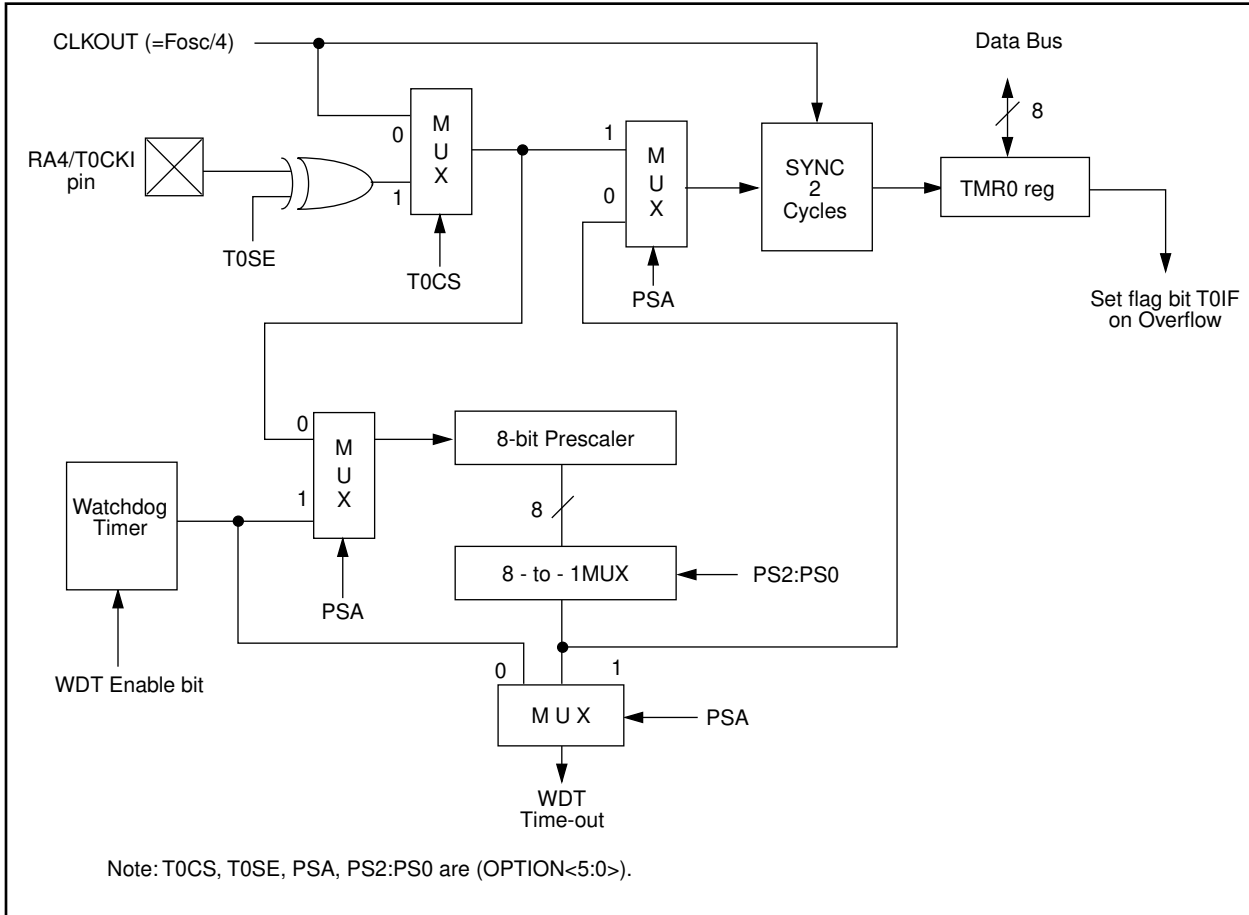 CLKOUT (=Fosc/4)
Data Bus
8
RA4/T0CKI
pin
0
1
M
U
X
T0SE
T0CS
1
0
M
U
X
PSA
SYNC
2
Cycles
TMR0 reg
Set flag bit T0IF
on Overflow
0
1
M
U
X
PSA
8-bit Prescaler
8
Watchdog
Timer
WDT Enable bit
8 - to - 1MUX
PS2:PS0
0
1
M U X
PSA
WDT
Time-out
Note: T0CS, T0SE, PSA, PS2:PS0 are (OPTION<5:0>).